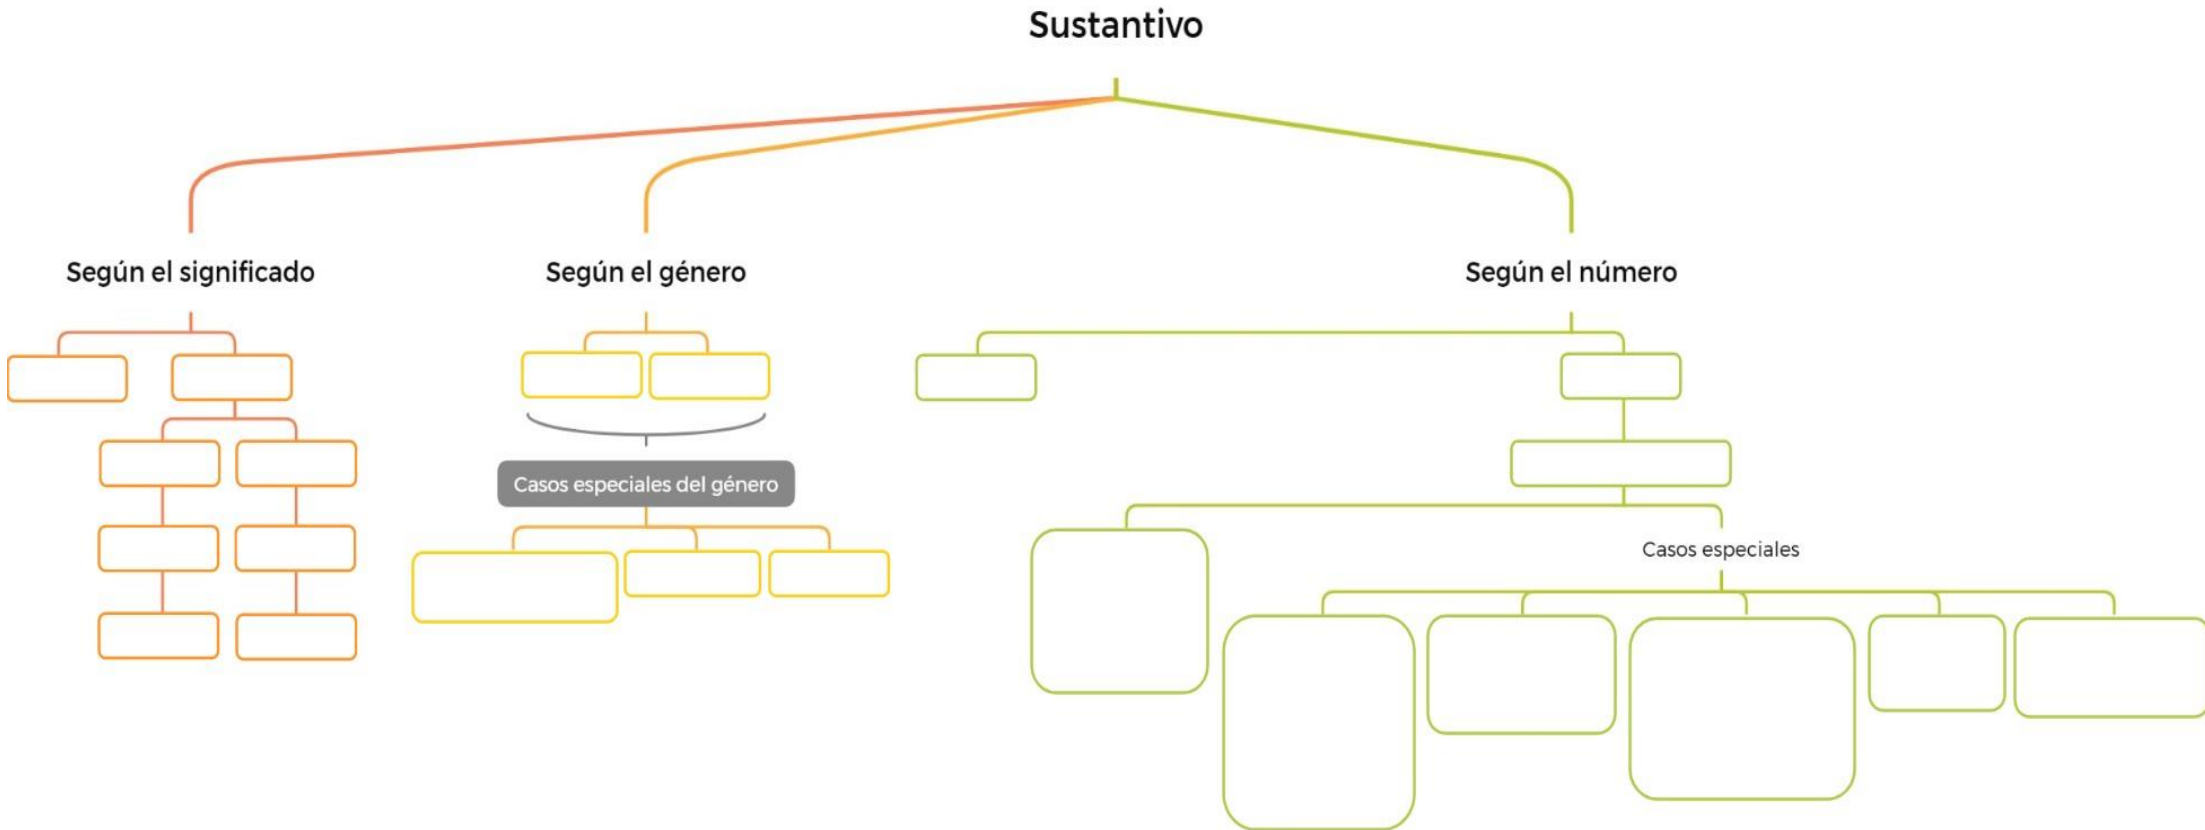 Sustantivo
Según el significado
Según el género
Según el número
Casos especiales del género
Casos especiales